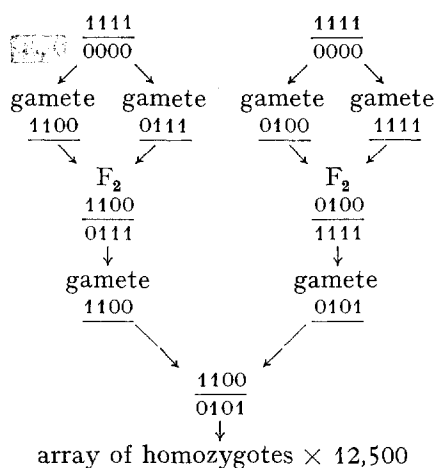 1111 1111
0000 0000
gamete gamete gamete gamete
1100 0111 0100 1111
F₂ F₂
1100 0100
0111 1111
gamete gamete
1100 0101
1100
0101
array of homozygotes × 12,500